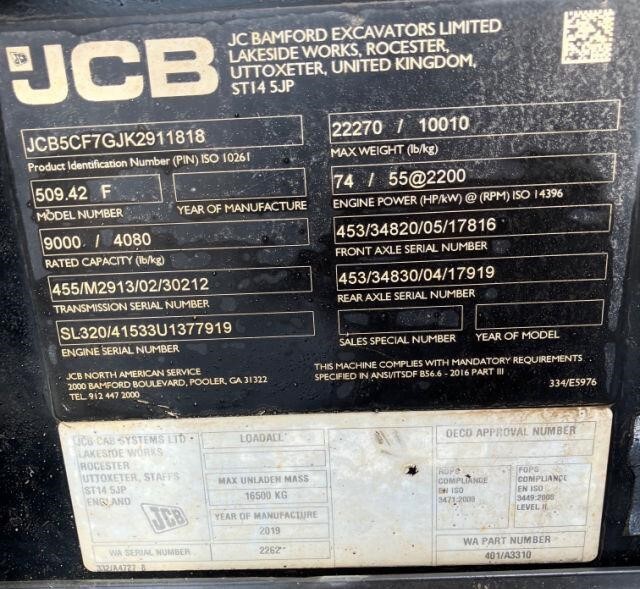 JCB
JC BAMFORD EXCAVATORS LIMITED
LAKESIDE WORKS, ROCESTER,
UTTOXETER, UNITED KINGDOM,
ST14 5JP
JCB5CF7GJK2911818
Product Identification Number (PIN) ISO 10261
509.42 F
MODEL NUMBER
YEAR OF MANUFACTURE
9000 / 4080
RATED CAPACITY (lb/kg)
455/M2913/02/30212
TRANSMISSION SERIAL NUMBER
SL320/41533U1377919
ENGINE SERIAL NUMBER
22270 / 10010
MAX WEIGHT (lb/kg)
74 / 55@2200
ENGINE POWER (HP/kW) @ (RPM) ISO 14396
453/34820/05/17816
FRONT AXLE SERIAL NUMBER
453/34830/04/17919
REAR AXLE SERIAL NUMBER
SALES SPECIAL NUMBER
YEAR OF MODEL
JCB NORTH AMERICAN SERVICE
2000 BAMFORD BOULEVARD, POOLER, GA 31322
TEL. 912 447 2000
THIS MACHINE COMPLIES WITH MANDATORY REQUIREMENTS
SPECIFIED IN ANSI/ITSDF B56.6 - 2016 PART III
334/E5976
JCB CAB SYSTEMS LTD
LAKESIDE WORKS
ROCESTER
UTTOXETER, STAFFS
ST14 5JP
ENGLAND
JCB
WA SERIAL NUMBER
332/A4727 8
LOADALL
MAX UNLADEN MASS
16500 KG
YEAR OF MANUFACTURE
2019
2262
OECD APPROVAL NUMBER
ROPS
COMPLIANCE
EN ISO
3471:2008
FOPS
COMPLIANCE
EN ISO
3449:2008
LEVEL II
WA PART NUMBER
401/A3310